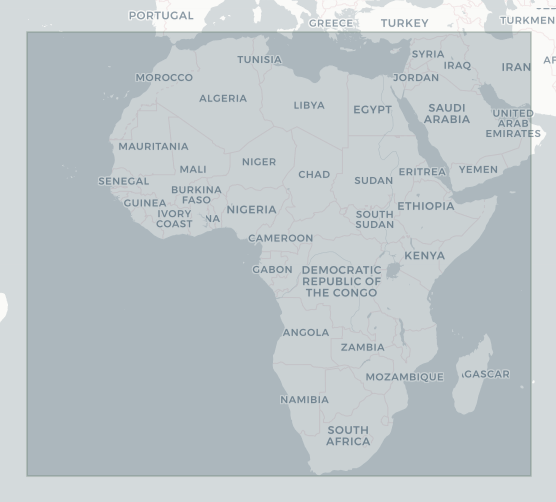 PORTUGAL
GREECE
TURKEY
TURKMEN
TUNISIA
SYRIA
IRAQ
IRAN
AF
MOROCCO
JORDAN
ALGERIA
LIBYA
EGYPT
SAUDI
ARABIA
UNITED
ARAB
EMIRATES
MAURITANIA
MALI
NIGER
CHAD
SUDAN
ERITREA
YEMEN
SENEGAL
BURKINA
FASO
GUINEA
IVORY
COAST
NA
NIGERIA
SOUTH
SUDAN
ETHIOPIA
CAMEROON
KENYA
GABON
DEMOCRATIC
REPUBLIC OF
THE CONGO
ANGOLA
ZAMBIA
MOZAMBIQUE
AGASCAR
NAMIBIA
SOUTH
AFRICA